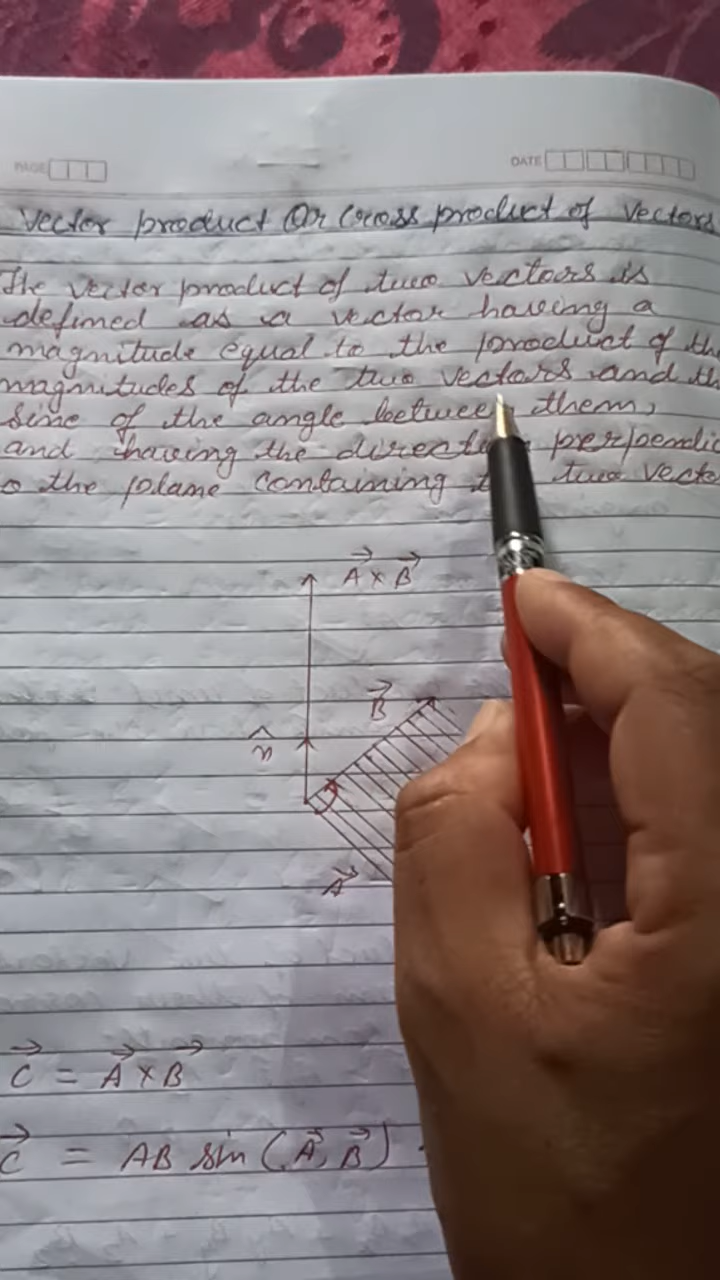 PAGE
DATE
Vector product Or Cross product of Vectors
The vector product of two vectors is
defined as a vector having a
magnitude equal to the product of the
magnitudes of the two vectors and th
sine of the angle between them,
and having the direct perpendic
o the plane containing t two vecto
A⃗ × B⃗
B⃗
n̂
A⃗
C⃗ = A⃗ × B⃗
C⃗ = AB sin (A⃗, B⃗)